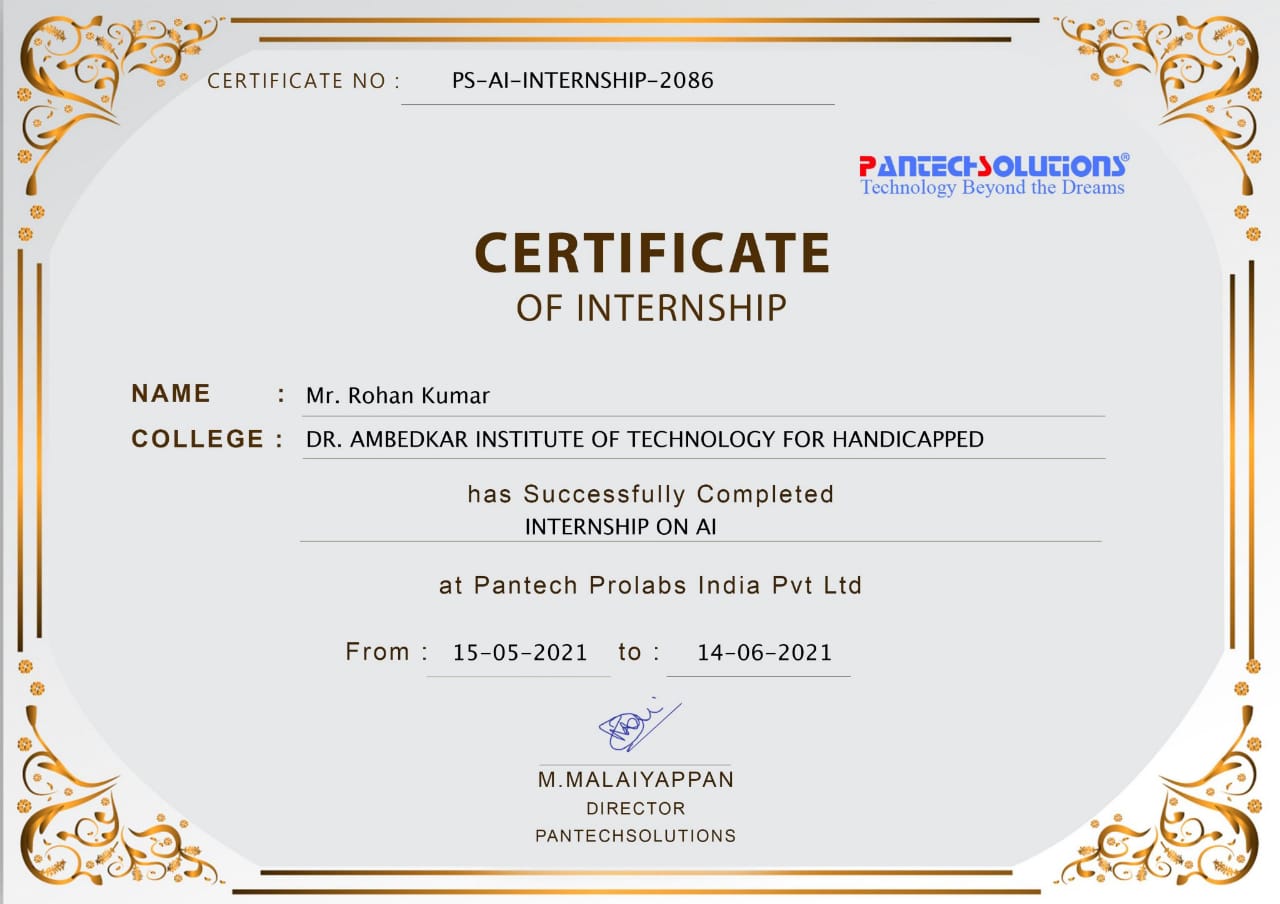 CERTIFICATE NO : PS-AI-INTERNSHIP-2086
PANTECHSOLUTIONS®
Technology Beyond the Dreams
CERTIFICATE
OF INTERNSHIP
NAME : Mr. Rohan Kumar
COLLEGE : DR. AMBEDKAR INSTITUTE OF TECHNOLOGY FOR HANDICAPPED
has Successfully Completed
INTERNSHIP ON AI
at Pantech Prolabs India Pvt Ltd
From : 15-05-2021 to : 14-06-2021
M.MALAIYAPPAN
DIRECTOR
PANTECHSOLUTIONS